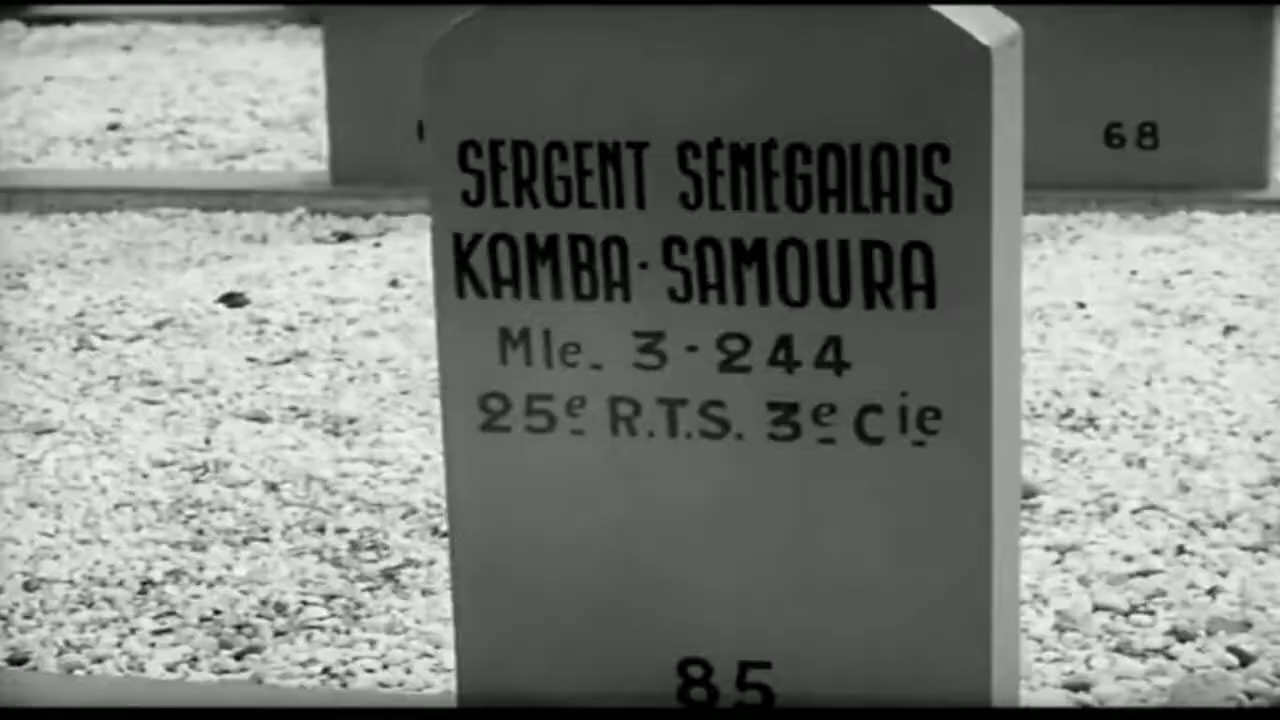 SERGENT SÉNÉGALAIS
KAMBA-SAMOURA
Mle. 3-244
25e R.T.S. 3e Cie
85
68